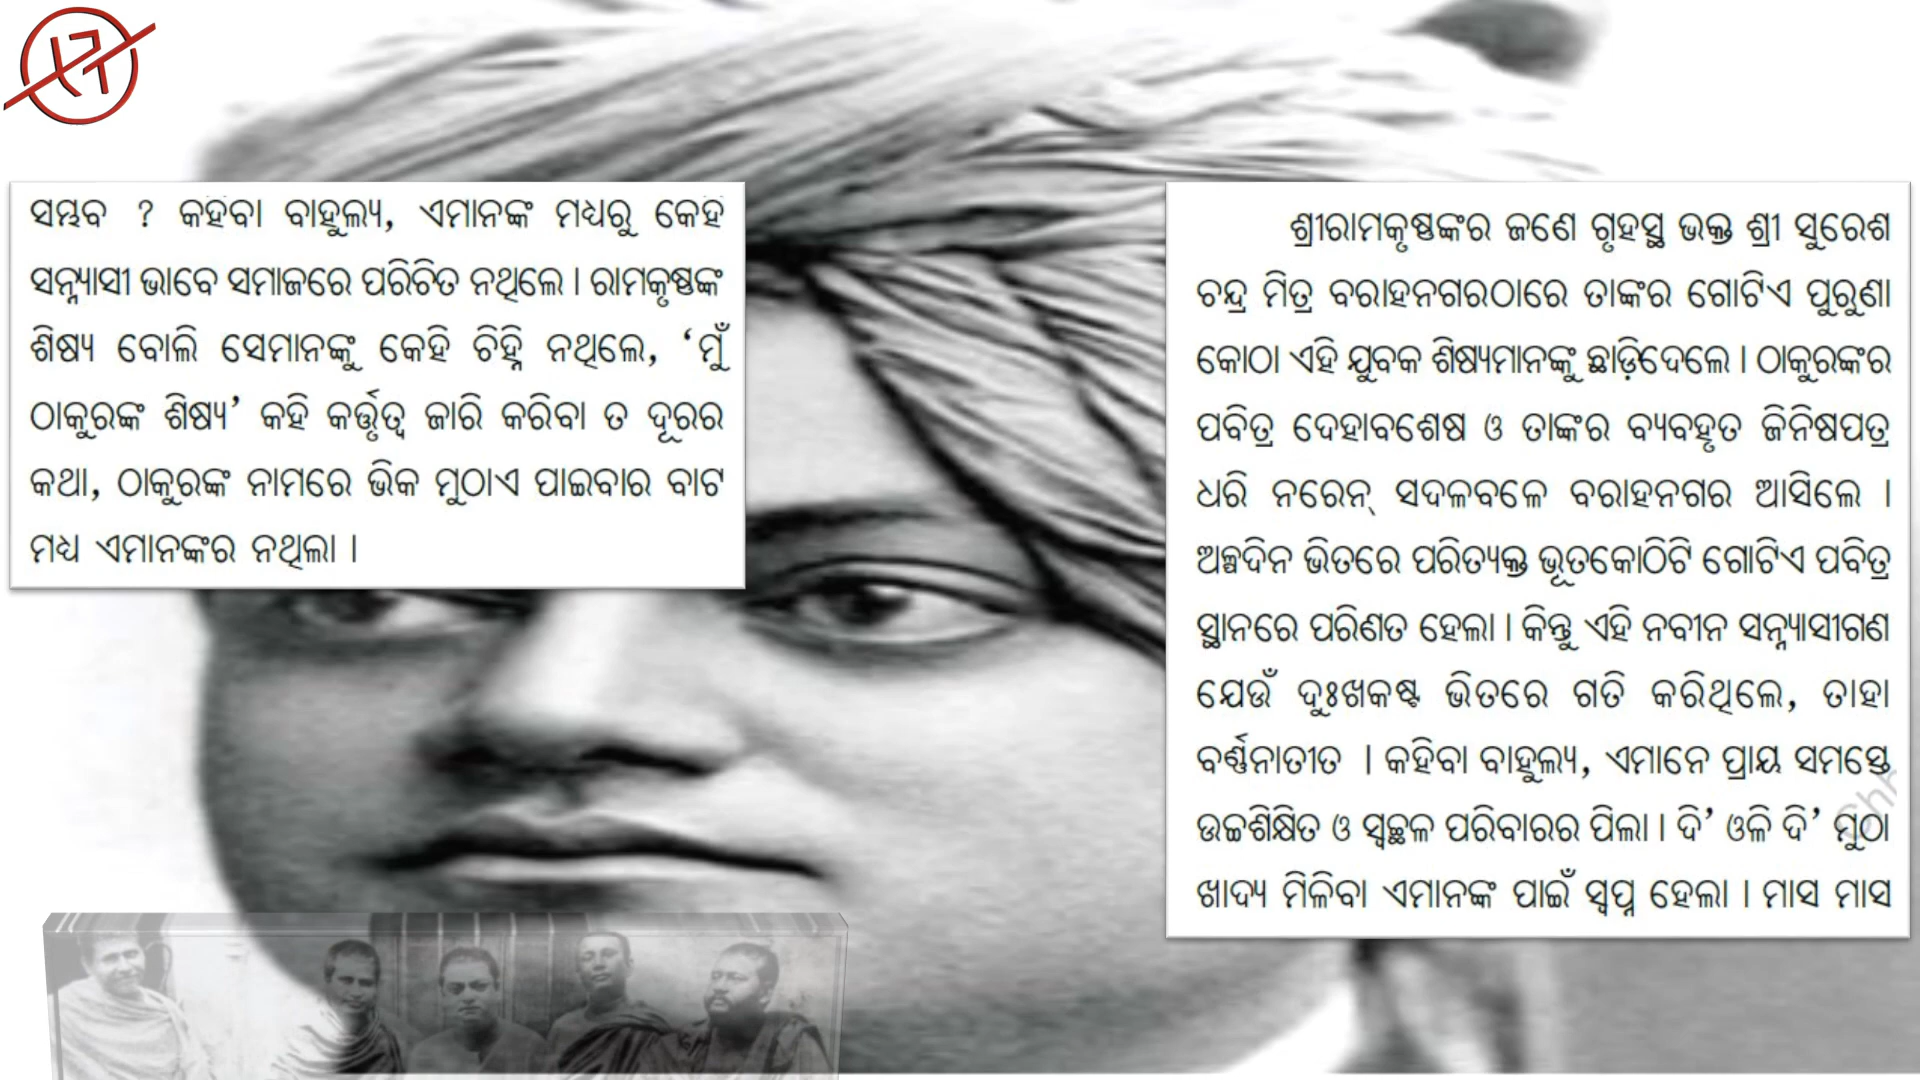 ସମ୍ଭବ ? କହିବା ବାହୁଲ୍ୟ, ଏମାନଙ୍କ ମଧ୍ୟରୁ କେହି
ସନ୍ନ୍ୟାସୀ ଭାବେ ସମାଜରେ ପରିଚିତ ନଥିଲେ । ରାମକୃଷ୍ଣଙ୍କ
ଶିଷ୍ୟ ବୋଲି ସେମାନଙ୍କୁ କେହି ଚିହ୍ନି ନଥିଲେ, ‘ମୁଁ
ଠାକୁରଙ୍କ ଶିଷ୍ୟ’ କହି କର୍ତ୍ତୃତ୍ୱ ଜାରି କରିବା ତ ଦୂରର
କଥା, ଠାକୁରଙ୍କ ନାମରେ ଭିକ ମୁଠାଏ ପାଇବାର ବାଟ
ମଧ୍ୟ ଏମାନଙ୍କର ନଥିଲା ।
ଶ୍ରୀରାମକୃଷ୍ଣଙ୍କର ଜଣେ ଗୃହସ୍ଥ ଭକ୍ତ ଶ୍ରୀ ସୁରେଶ
ଚନ୍ଦ୍ର ମିତ୍ର ବରାହନଗରଠାରେ ତାଙ୍କର ଗୋଟିଏ ପୁରୁଣା
କୋଠା ଏହି ଯୁବକ ଶିଷ୍ୟମାନଙ୍କୁ ଛାଡ଼ିଦେଲେ । ଠାକୁରଙ୍କର
ପବିତ୍ର ଦେହାବଶେଷ ଓ ତାଙ୍କର ବ୍ୟବହୃତ ଜିନିଷପତ୍ର
ଧରି ନରେନ୍ ସଦଳବଳେ ବରାହନଗର ଆସିଲେ ।
ଅଳ୍ପଦିନ ଭିତରେ ପରିତ୍ୟକ୍ତ ଭୂତକୋଠିଟି ଗୋଟିଏ ପବିତ୍ର
ସ୍ଥାନରେ ପରିଣତ ହେଲା । କିନ୍ତୁ ଏହି ନବୀନ ସନ୍ନ୍ୟାସୀଗଣ
ଯେଉଁ ଦୁଃଖକଷ୍ଟ ଭିତରେ ଗତି କରିଥିଲେ, ତାହା
ବର୍ଣ୍ଣନାତୀତ । କହିବା ବାହୁଲ୍ୟ, ଏମାନେ ପ୍ରାୟ ସମସ୍ତେ
ଉଚ୍ଚଶିକ୍ଷିତ ଓ ସ୍ୱଚ୍ଛଳ ପରିବାରର ପିଲା । ଦି’ ଓଳି ଦି’ ମୁଠା
ଖାଦ୍ୟ ମିଳିବା ଏମାନଙ୍କ ପାଇଁ ସ୍ୱପ୍ନ ହେଲା । ମାସ ମାସ